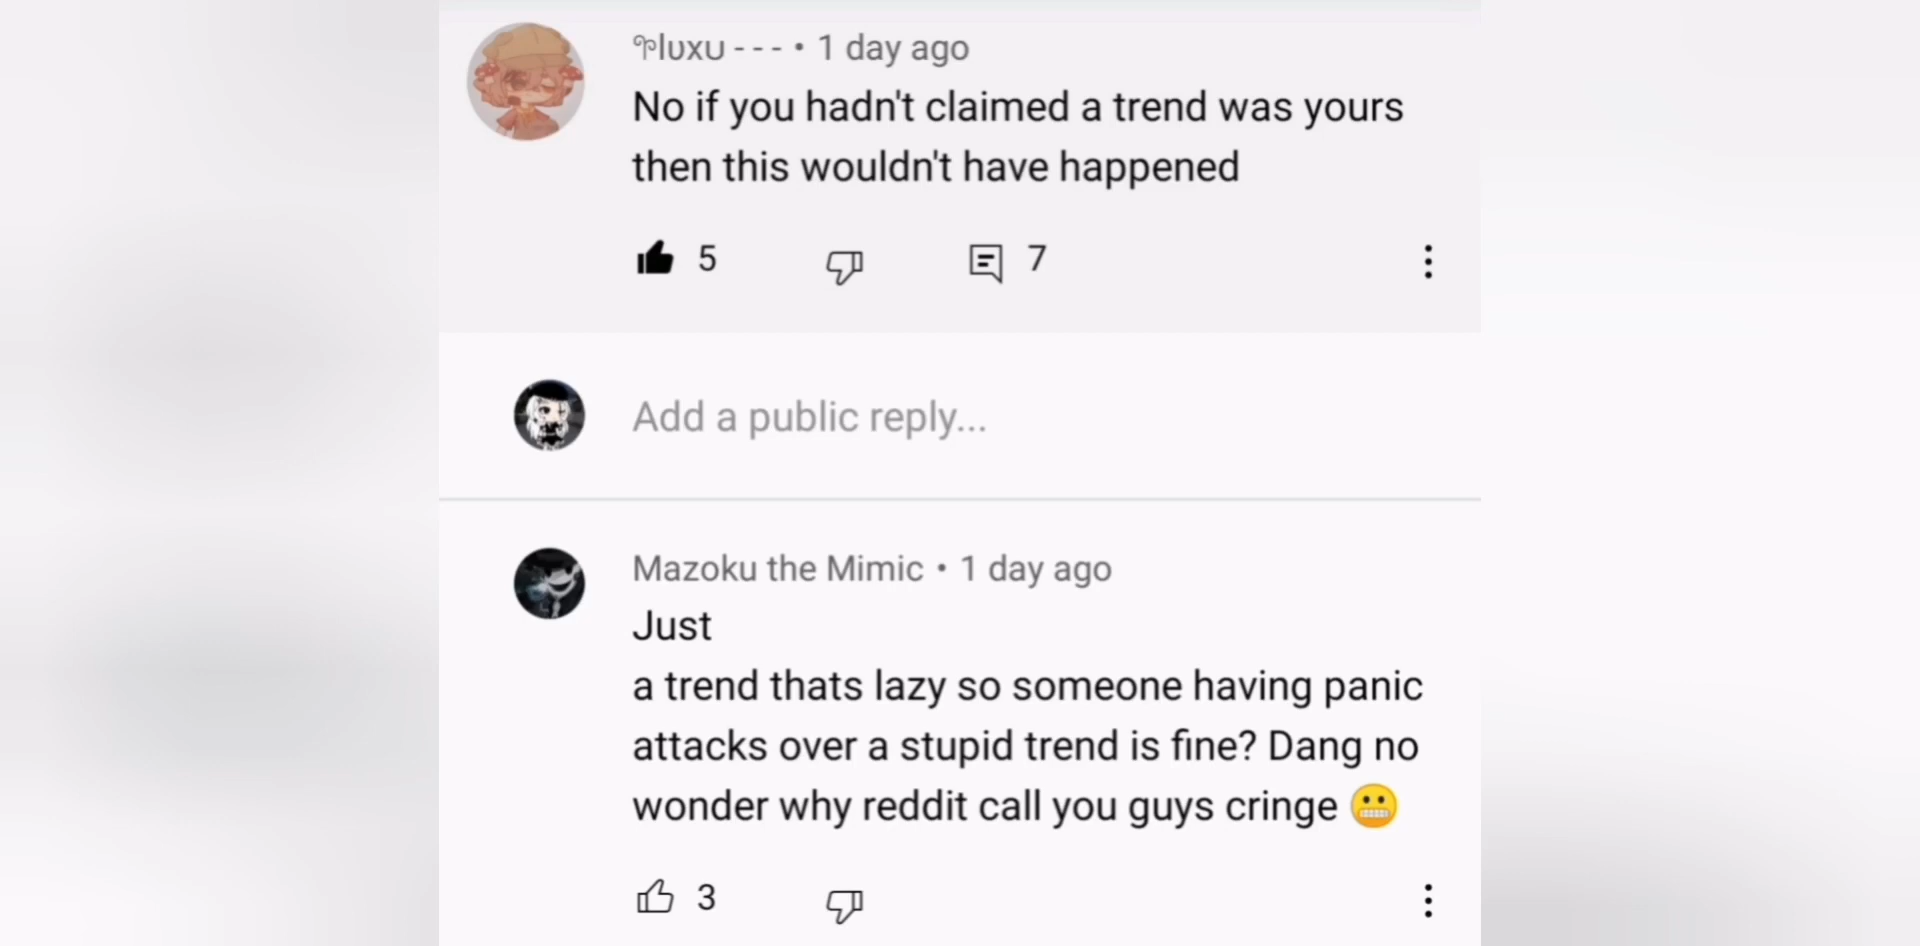 𐌐luxu - - - • 1 day ago
No if you hadn't claimed a trend was yours
then this wouldn't have happened
5
7
Add a public reply...
Mazoku the Mimic • 1 day ago
Just
a trend thats lazy so someone having panic
attacks over a stupid trend is fine? Dang no
wonder why reddit call you guys cringe 😬
3